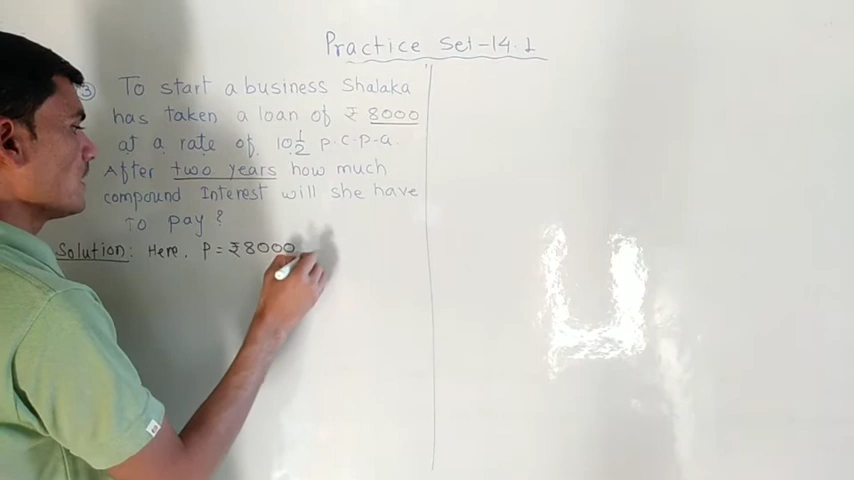 Practice Set-14.1
③ To start a business Shalaka
has taken a loan of ₹ 8000
at a rate of 10½ p.c.p.a.
After two years how much
compound Interest will she have
To pay?
Solution: Here. P = ₹8000